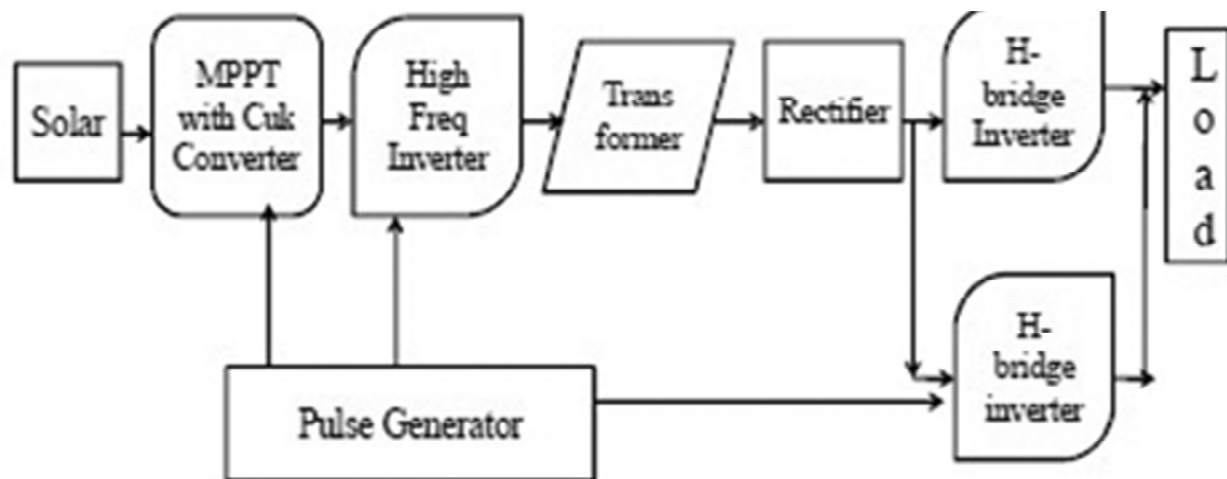 Solar
MPPT
with Cuk
Converter
High
Freq
Inverter
Trans
former
Rectifier
H-
bridge
Inverter
L
o
a
d
H-
bridge
inverter
Pulse Generator